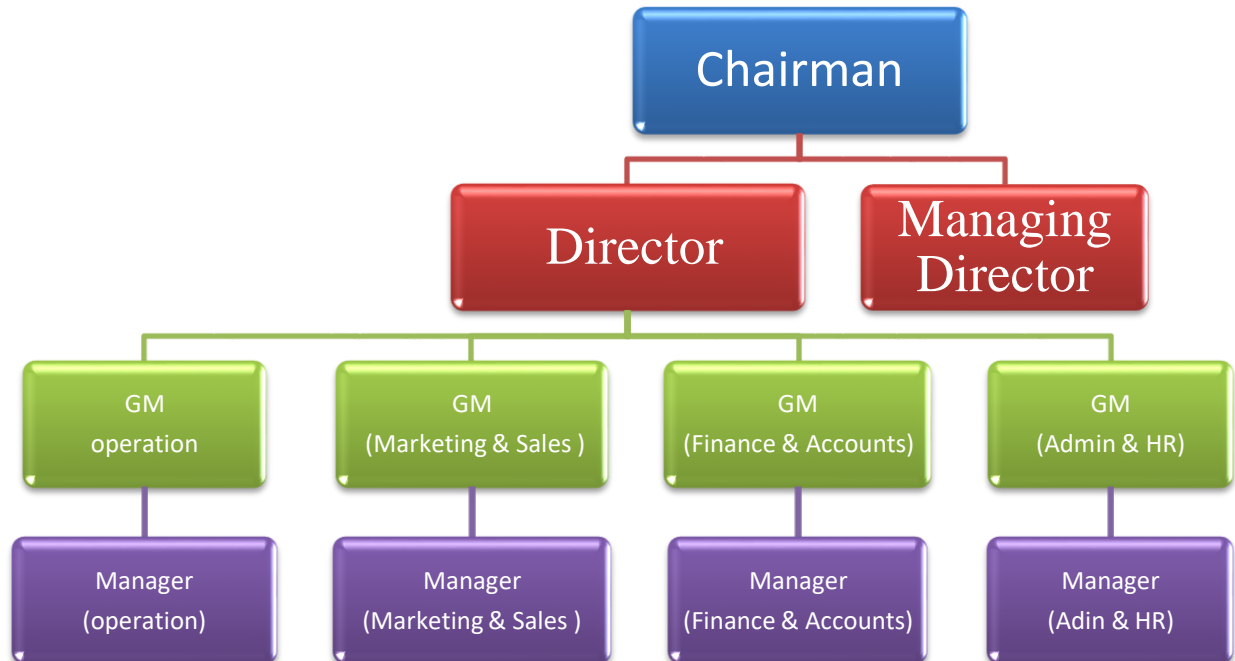 Chairman
Director
Managing
Director
GM
operation
GM
(Marketing & Sales )
GM
(Finance & Accounts)
GM
(Admin & HR)
Manager
(operation)
Manager
(Marketing & Sales )
Manager
(Finance & Accounts)
Manager
(Adin & HR)